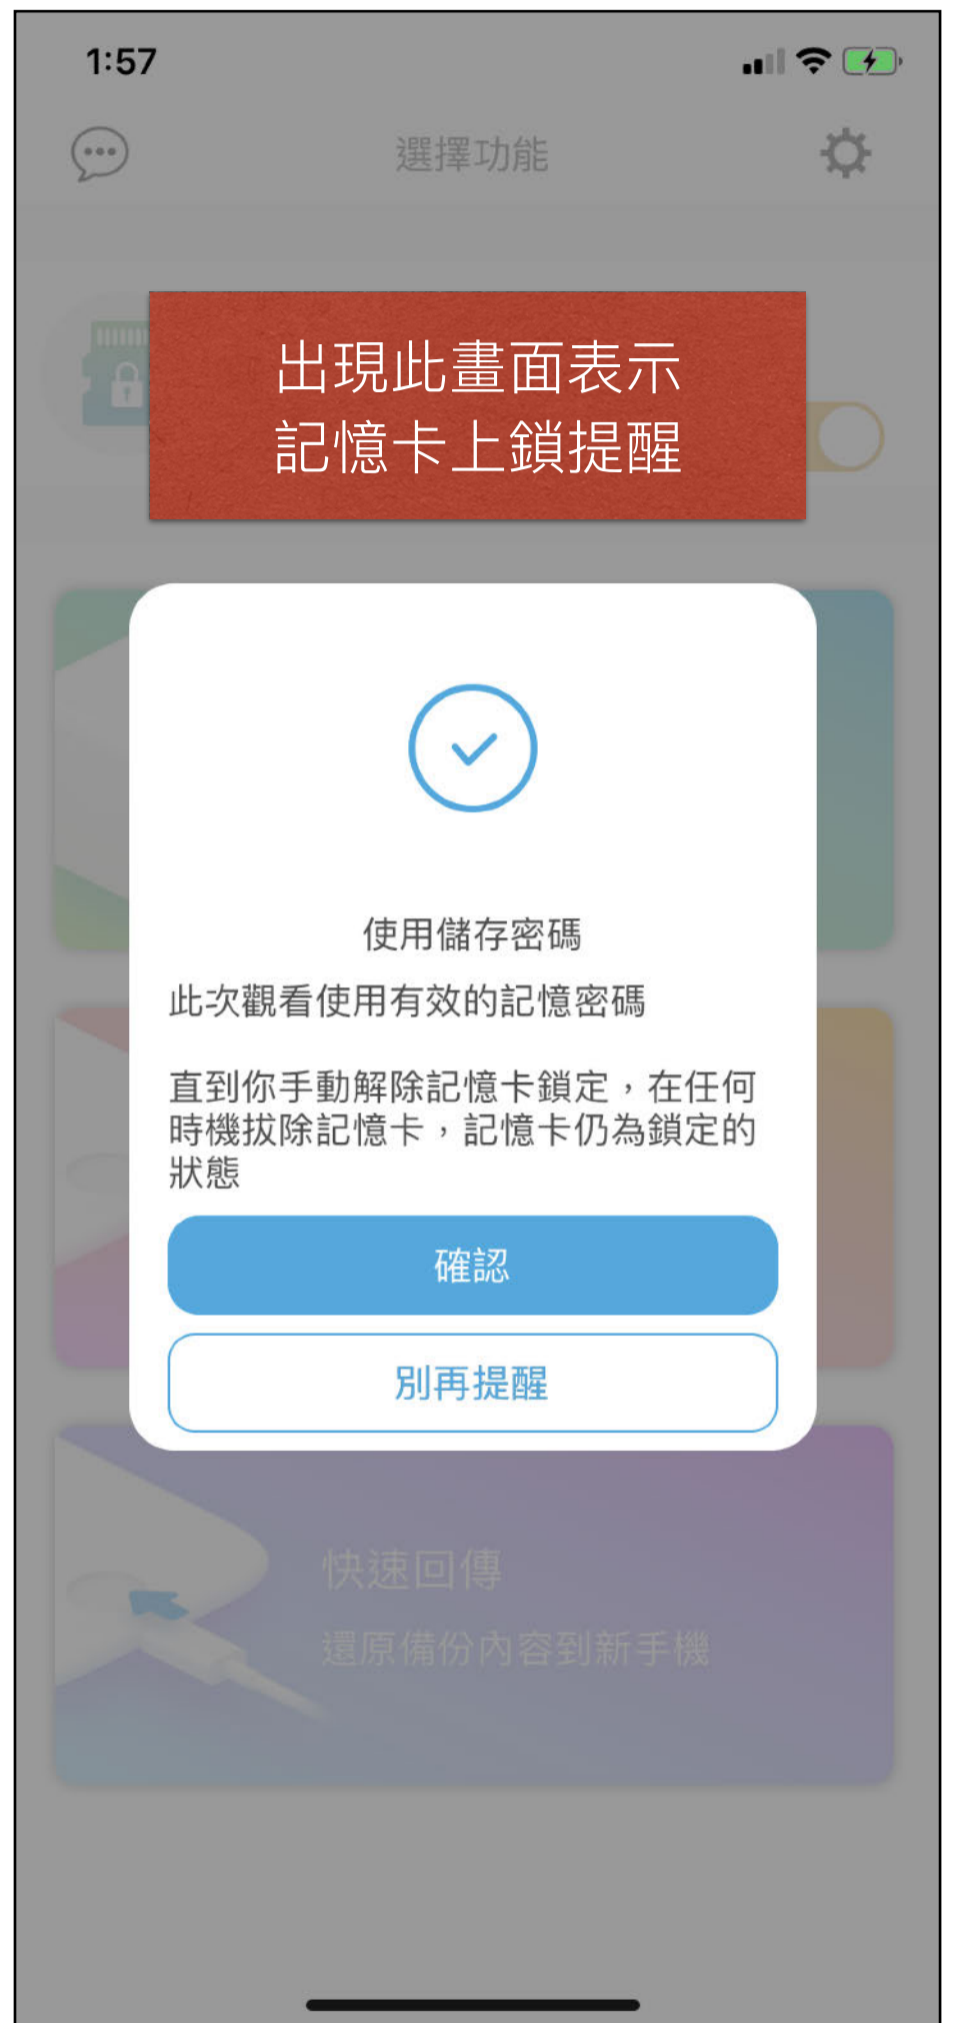 1:57
選擇功能
出現此畫面表示
記憶卡上鎖提醒
使用儲存密碼
此次觀看使用有效的記憶密碼
直到你手動解除記憶卡鎖定，在任何
時機拔除記憶卡，記憶卡仍為鎖定的
狀態
確認
別再提醒
快速回傳
還原備份內容到新手機